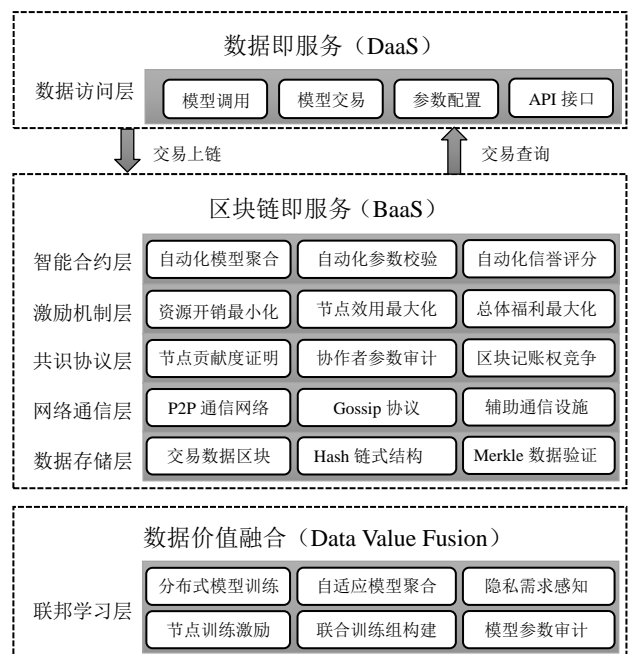 数据即服务（DaaS）
数据访问层 模型调用 模型交易 参数配置 API 接口
交易上链 交易查询
区块链即服务（BaaS）
智能合约层 自动化模型聚合 自动化参数校验 自动化信誉评分
激励机制层 资源开销最小化 节点效用最大化 总体福利最大化
共识协议层 节点贡献度证明 协作者参数审计 区块记账权竞争
网络通信层 P2P 通信网络 Gossip 协议 辅助通信设施
数据存储层 交易数据区块 Hash 链式结构 Merkle 数据验证
数据价值融合（Data Value Fusion）
分布式模型训练 自适应模型聚合 隐私需求感知
联邦学习层
节点训练激励 联合训练组构建 模型参数审计